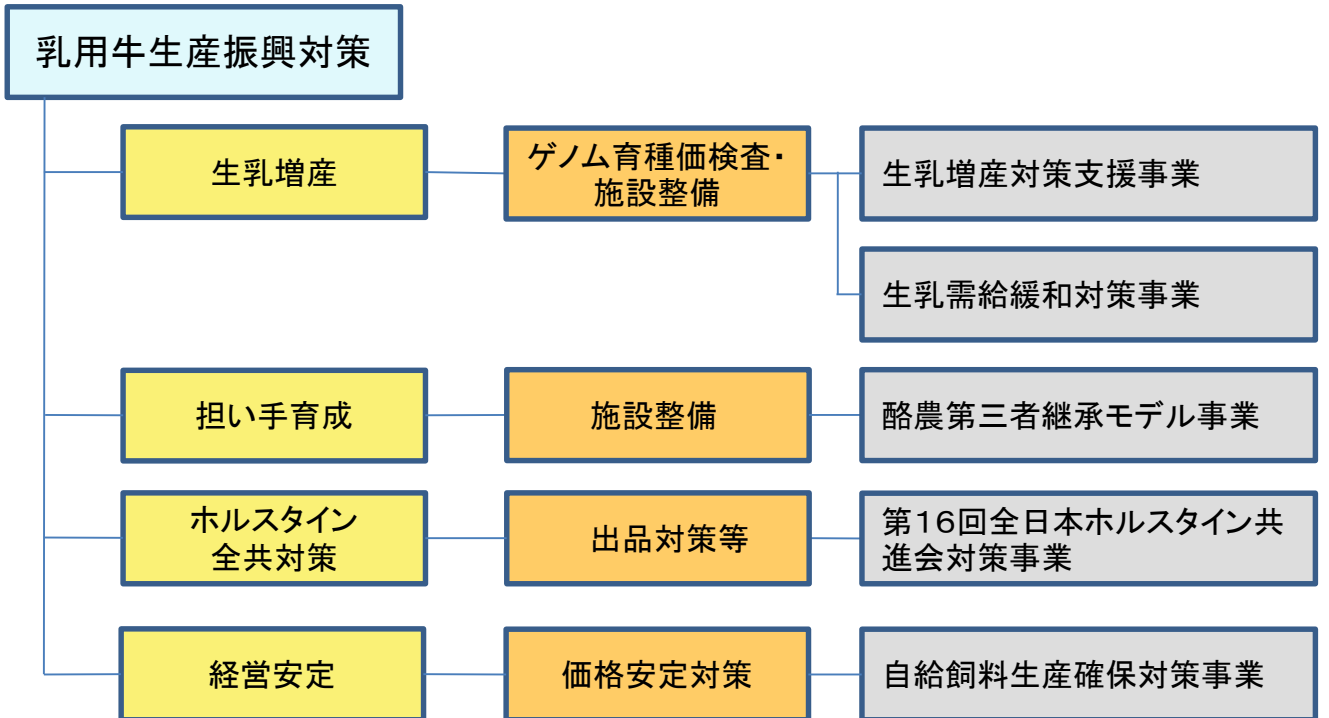 乳用牛生産振興対策
生乳増産
ゲノム育種価検査・
施設整備
生乳増産対策支援事業
生乳需給緩和対策事業
担い手育成
施設整備
酪農第三者継承モデル事業
ホルスタイン
全共対策
出品対策等
第16回全日本ホルスタイン共
進会対策事業
経営安定
価格安定対策
自給飼料生産確保対策事業